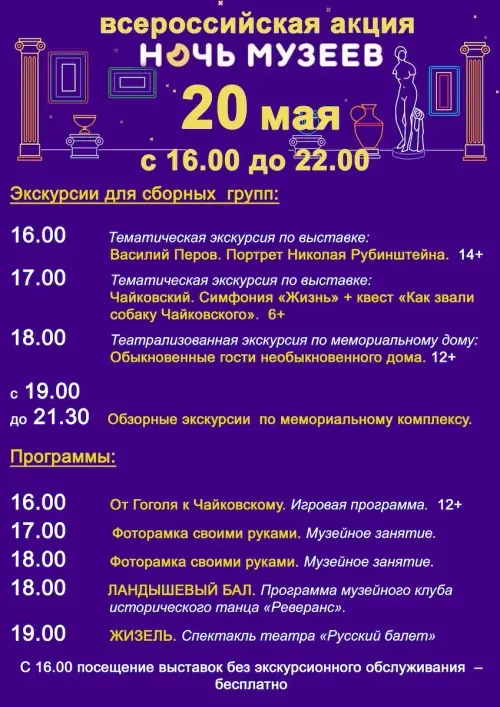 всероссийская акция
НОЧЬ МУЗЕЕВ
20 мая
с 16.00 до 22.00
Экскурсии для сборных групп:
16.00 Тематическая экскурсия по выставке:
Василий Перов. Портрет Николая Рубинштейна. 14+
17.00 Тематическая экскурсия по выставке:
Чайковский. Симфония «Жизнь» + квест «Как звали
собаку Чайковского». 6+
18.00 Театрализованная экскурсия по мемориальному дому:
Обыкновенные гости необыкновенного дома. 12+
с 19.00
до 21.30 Обзорные экскурсии по мемориальному комплексу.
Программы:
16.00 От Гоголя к Чайковскому. Игровая программа. 12+
17.00 Фоторамка своими руками. Музейное занятие.
18.00 Фоторамка своими руками. Музейное занятие.
18.00 ЛАНДЫШЕВЫЙ БАЛ. Программа музейного клуба
исторического танца «Реверанс».
19.00 ЖИЗЕЛЬ. Спектакль театра «Русский балет»
С 16.00 посещение выставок без экскурсионного обслуживания –
бесплатно